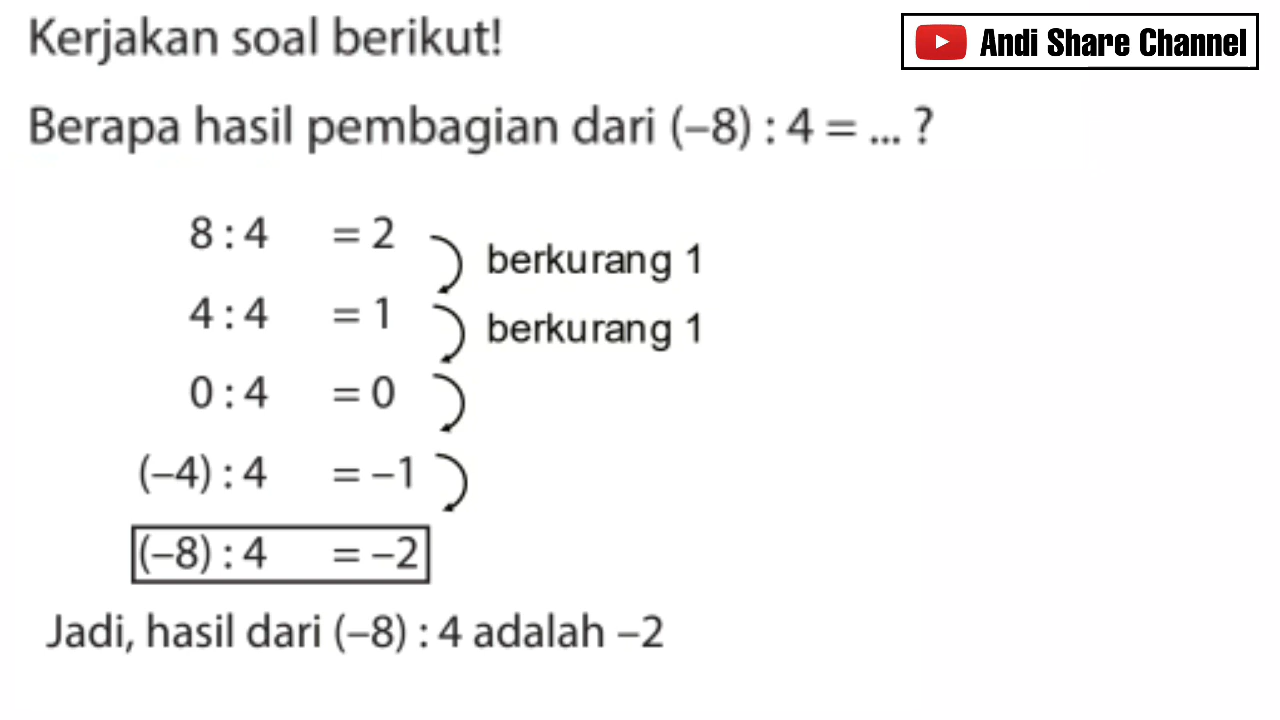 Kerjakan soal berikut!
Andi Share Channel
Berapa hasil pembagian dari (–8) : 4 = ... ?
8 : 4 = 2
berkurang 1
4 : 4 = 1
berkurang 1
0 : 4 = 0
(–4) : 4 = –1
(–8) : 4 = –2
Jadi, hasil dari (–8) : 4 adalah –2